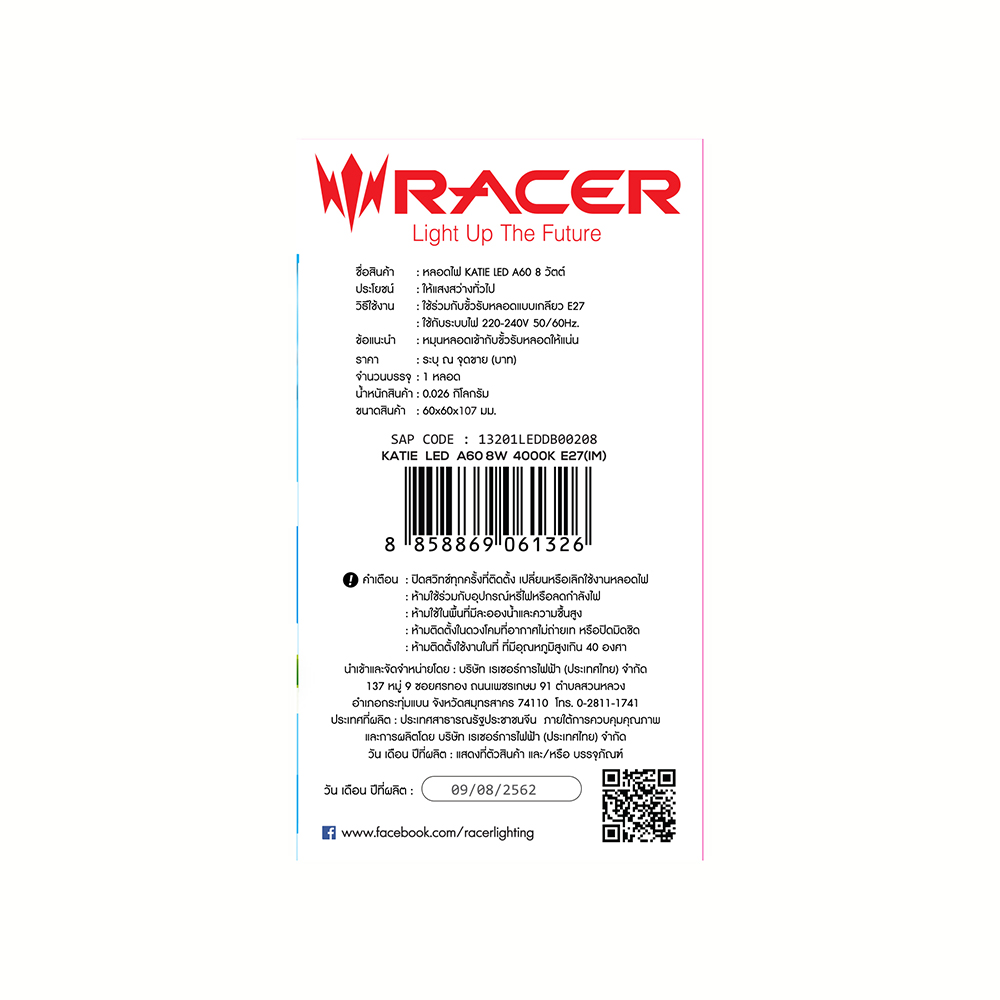 RACER
Light Up The Future
ชื่อสินค้า : หลอดไฟ KATIE LED A60 8 วัตต์
ประโยชน์ : ให้แสงสว่างทั่วไป
วิธีใช้งาน : ใช้ร่วมกับขั้วรับหลอดแบบเกลียว E27
: ใช้กับระบบไฟ 220-240V 50/60Hz.
ข้อแนะนำ : หมุนหลอดเข้ากับขั้วรับหลอดให้แน่น
ราคา : ระบุ ณ จุดขาย (บาท)
จำนวนบรรจุ : 1 หลอด
น้ำหนักสินค้า : 0.026 กิโลกรัม
ขนาดสินค้า : 60x60x107 มม.
SAP CODE : 13201LEDDB00208
KATIE LED A60 8W 4000K E27(IM)
8 858869 061326
! คำเตือน : ปิดสวิทซ์ทุกครั้งที่ติดตั้ง เปลี่ยนหรือเลิกใช้งานหลอดไฟ
: ห้ามใช้ร่วมกับอุปกรณ์หรี่ไฟหรือลดกำลังไฟ
: ห้ามใช้ในพื้นที่มีละอองน้ำและความชื้นสูง
: ห้ามติดตั้งในดวงโคมที่อากาศไม่ถ่ายเท หรือปิดมิดชิด
: ห้ามติดตั้งใช้งานในที่ ที่มีอุณหภูมิสูงเกิน 40 องศา
นำเข้าและจัดจำหน่ายโดย : บริษัท เรเซอร์การไฟฟ้า (ประเทศไทย) จำกัด
137 หมู่ 9 ซอยศรทอง ถนนเพชรเกษม 91 ตำบลสวนหลวง
อำเภอกระทุ่มแบน จังหวัดสมุทรสาคร 74110 โทร. 0-2811-1741
ประเทศที่ผลิต : ประเทศสาธารณรัฐประชาชนจีน ภายใต้การควบคุมคุณภาพ
และการผลิตโดย บริษัท เรเซอร์การไฟฟ้า (ประเทศไทย) จำกัด
วัน เดือน ปีที่ผลิต : แสดงที่ตัวสินค้า และ/หรือ บรรจุภัณฑ์
วัน เดือน ปีที่ผลิต : 09/08/2562
www.facebook.com/racerlighting